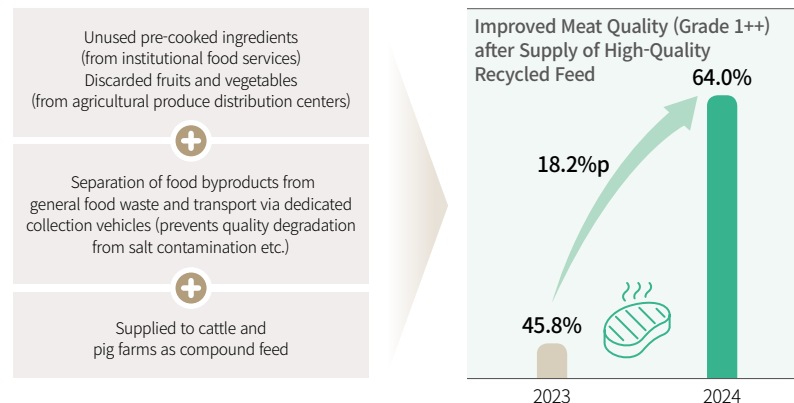 Unused pre-cooked ingredients
(from institutional food services)
Discarded fruits and vegetables
(from agricultural produce distribution centers)
Separation of food byproducts from
general food waste and transport via dedicated
collection vehicles (prevents quality degradation
from salt contamination etc.)
Supplied to cattle and
pig farms as compound feed
Improved Meat Quality (Grade 1++)
after Supply of High-Quality
Recycled Feed
64.0%
18.2%p
45.8%
2023
2024